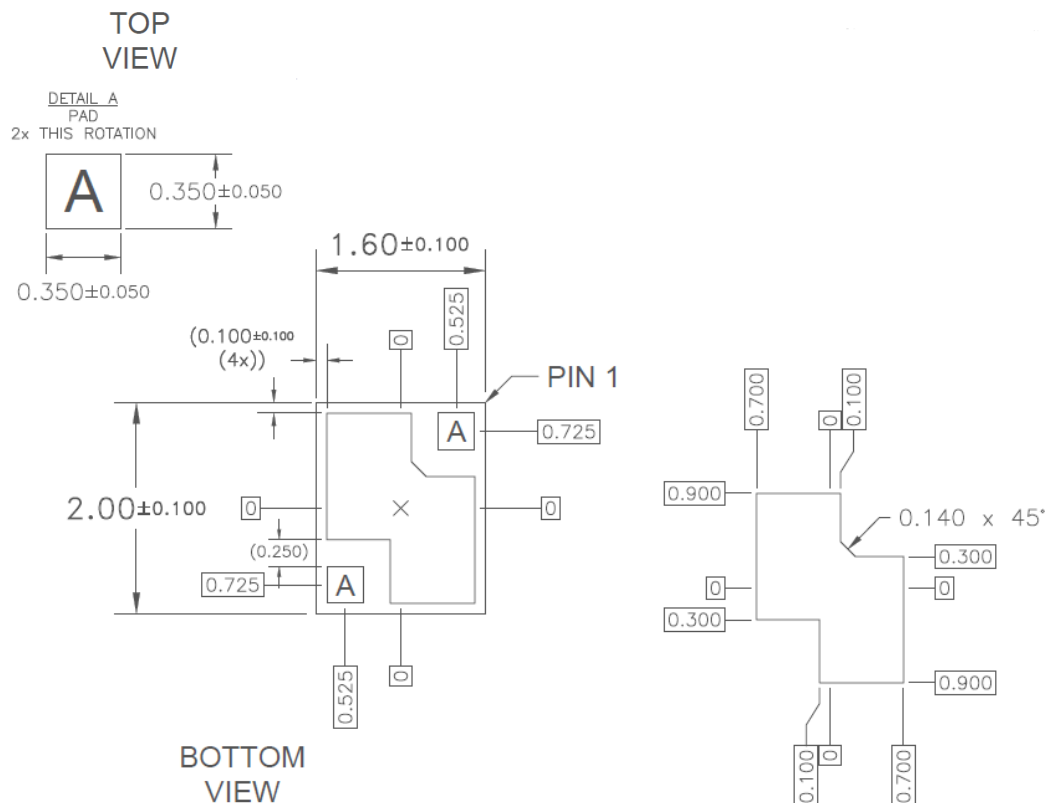 TOP
VIEW
DETAIL A
PAD
2x THIS ROTATION
A
0.350±0.050
0.350±0.050
1.60±0.100
(0.100±0.100
(4x))
0
0.525
PIN 1
A
0.725
2.00±0.100
0
0
(0.250)
0.725
A
0.525
0
BOTTOM
VIEW
0.700
0
0.100
0.900
0.140 x 45°
0.300
0
0
0.300
0.900
0.100
0
0.700